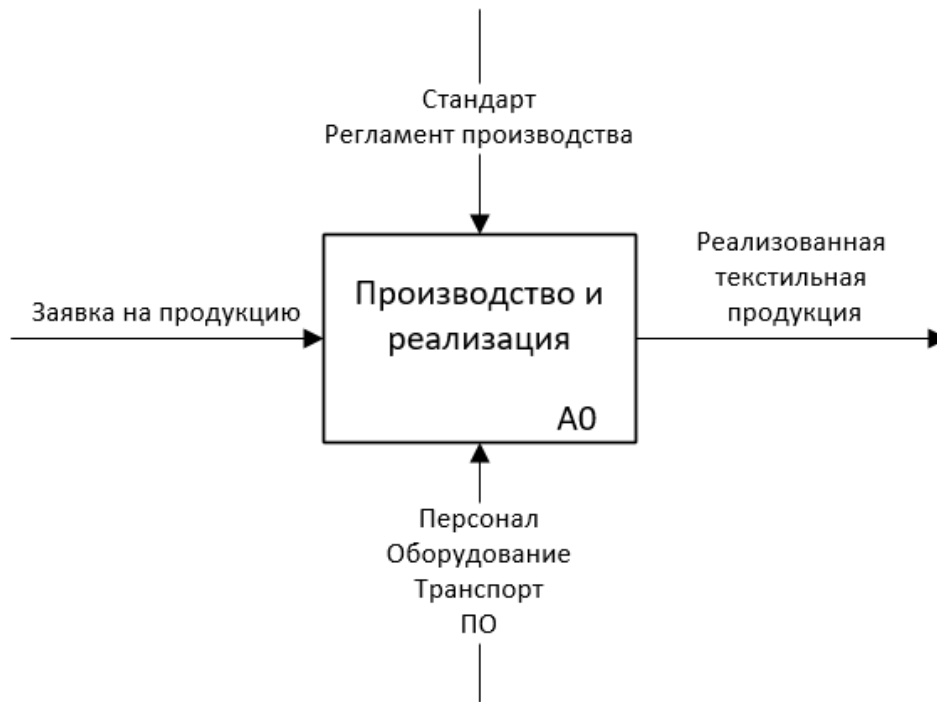 Стандарт
Регламент производства
Заявка на продукцию
Производство и
реализация
А0
Реализованная
текстильная
продукция
Персонал
Оборудование
Транспорт
ПО